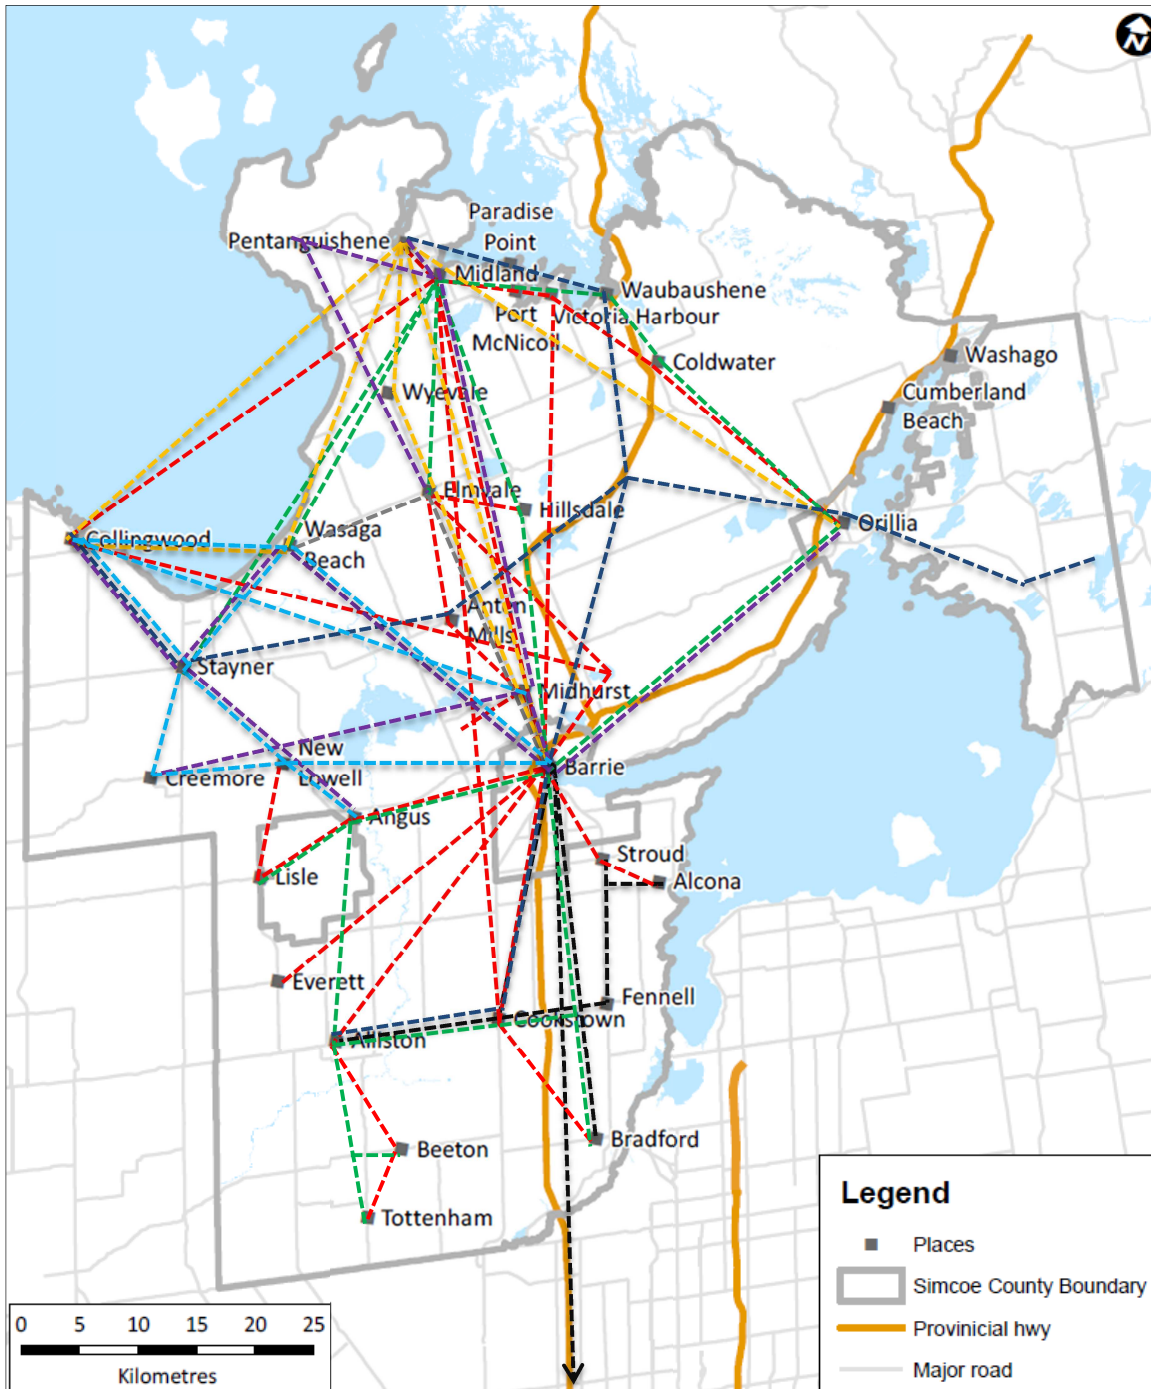 N
Paradise
Point
Pentanguishene
Midland
Waubaushene
Port
McNicoll
Victoria Harbour
Coldwater
Washago
Wyevale
Cumberland
Beach
Elmvale
Hillsdale
Orillia
Collingwood
Wasaga
Beach
Anten
Mills
Stayner
Midhurst
New
Lowell
Creemore
Barrie
Angus
Stroud
Lisle
Alcona
Everett
Fennell
Cookstown
Alliston
Bradford
Beeton
Tottenham
Legend
Places
Simcoe County Boundary
Provinicial hwy
Major road
0 5 10 15 20 25
Kilometres